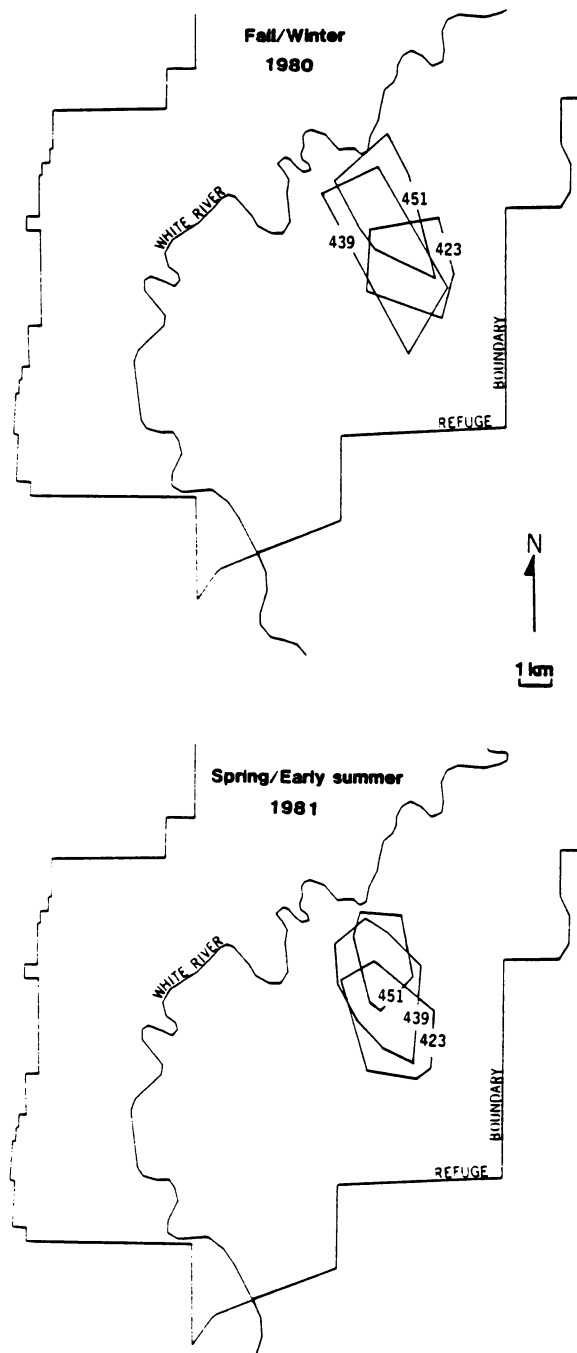 Fall/Winter
1980
WHITE RIVER
451
439
423
BOUNDARY
REFUGE
N
1 km
Spring/Early summer
1981
WHITE RIVER
451
439
423
BOUNDARY
REFUGE